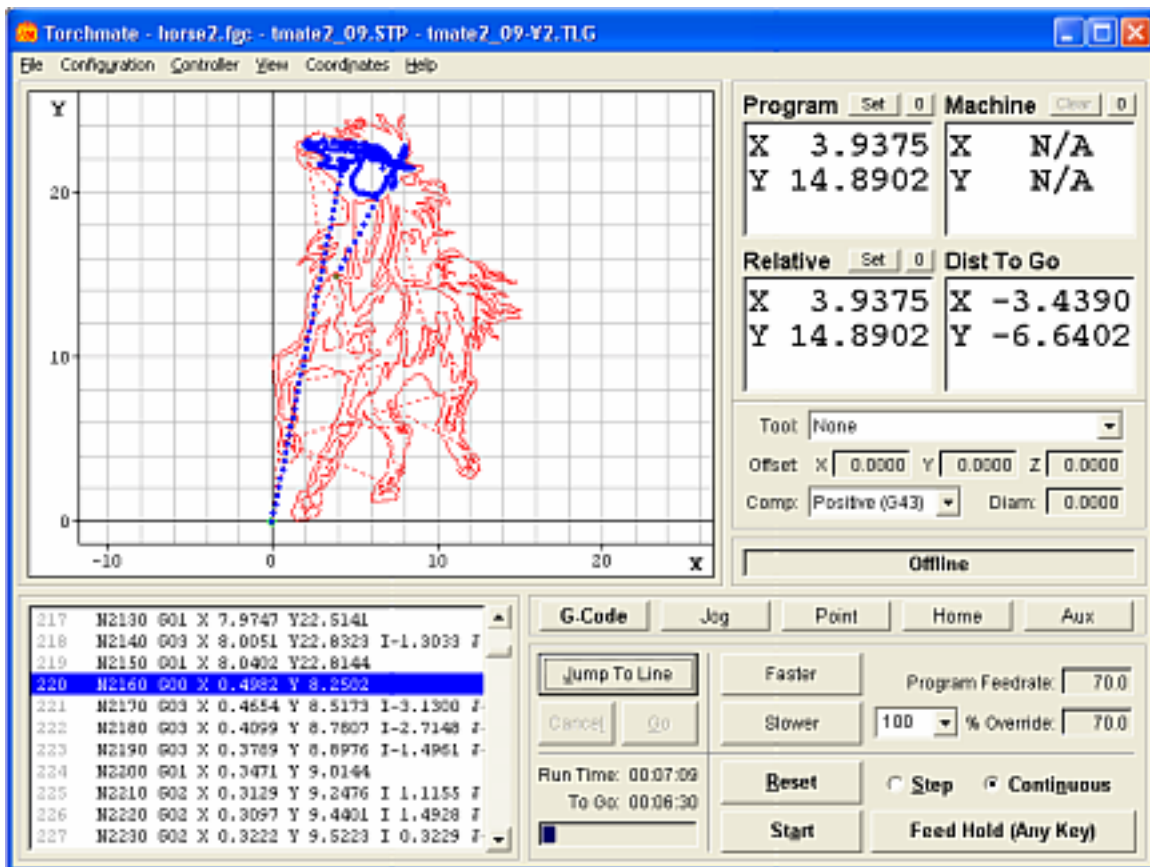 Torchmate - horse2.fgc - tmate2_09.STP - tmate2_09-V2.TLG
File Configuration Controller View Coordinates Help
Y
20
10
0
-10 0 10 20 X
Program Set 0 Machine Clear 0
X 3.9375 X N/A
Y 14.8902 Y N/A
Relative Set 0 Dist To Go
X 3.9375 X -3.4390
Y 14.8902 Y -6.6402
Tool: None
Offset X 0.0000 Y 0.0000 Z 0.0000
Comp: Positive (G43) Diam: 0.0000
Offline
217 N2130 G01 X 7.9747 Y22.5141
218 N2140 G03 X 8.0051 Y22.8323 I-1.3033
219 N2150 G01 X 8.0402 Y22.8144
220 N2160 G00 X 0.4982 Y 8.2502
221 N2170 G03 X 0.4654 Y 8.5173 I-3.1300
222 N2180 G03 X 0.4099 Y 8.7807 I-2.7148
223 N2190 G03 X 0.3789 Y 8.8976 I-1.4961
224 N2200 G01 X 0.3471 Y 9.0144
225 N2210 G02 X 0.3129 Y 9.2476 I 1.1155
226 N2220 G02 X 0.3097 Y 9.4401 I 1.4928
227 N2230 G02 X 0.3222 Y 9.5223 I 0.3229
G-Code Jog Point Home Aux
Jump To Line
Cancel Go
Run Time: 00:07:09
To Go: 00:06:30
Faster
Slower
Program Feedrate: 70.0
100 % Override: 70.0
Reset Step Continuous
Start Feed Hold (Any Key)